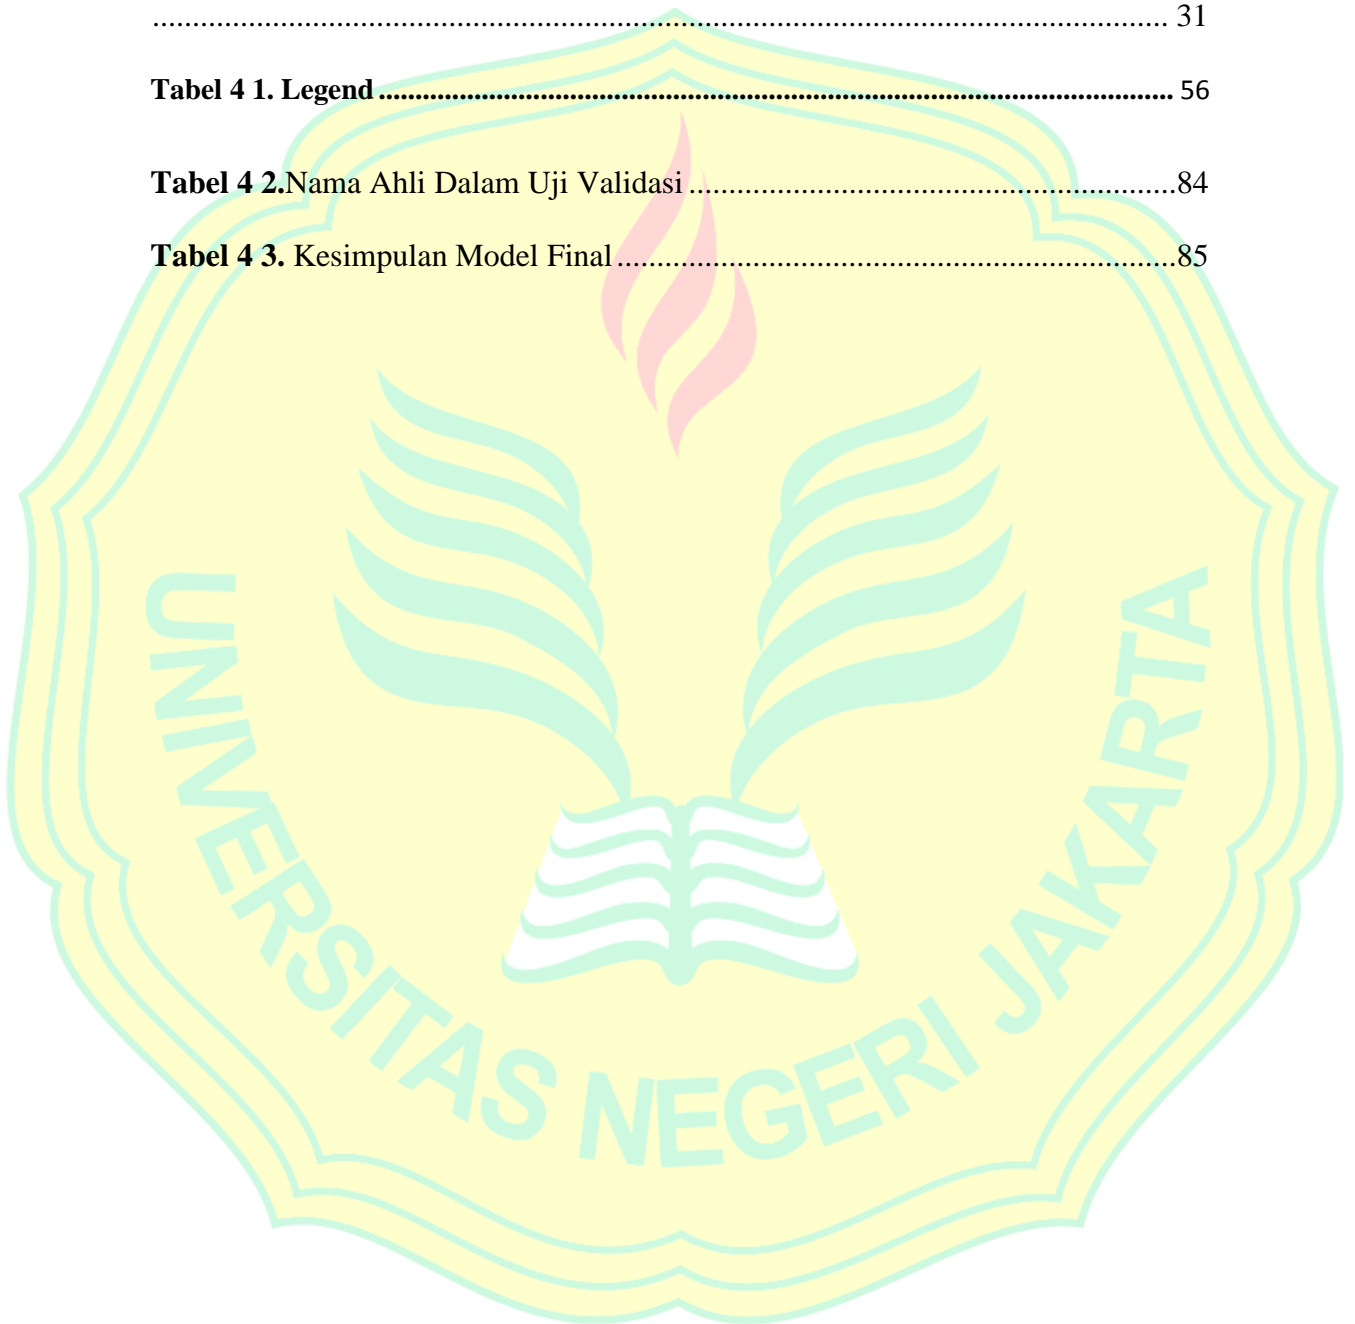 ............................................................................................................................... 31
Tabel 4 1. Legend ............................................................................................................ 56
Tabel 4 2.Nama Ahli Dalam Uji Validasi .............................................................84
Tabel 4 3. Kesimpulan Model Final ......................................................................85
UNIVERSITAS NEGERI JAKARTA